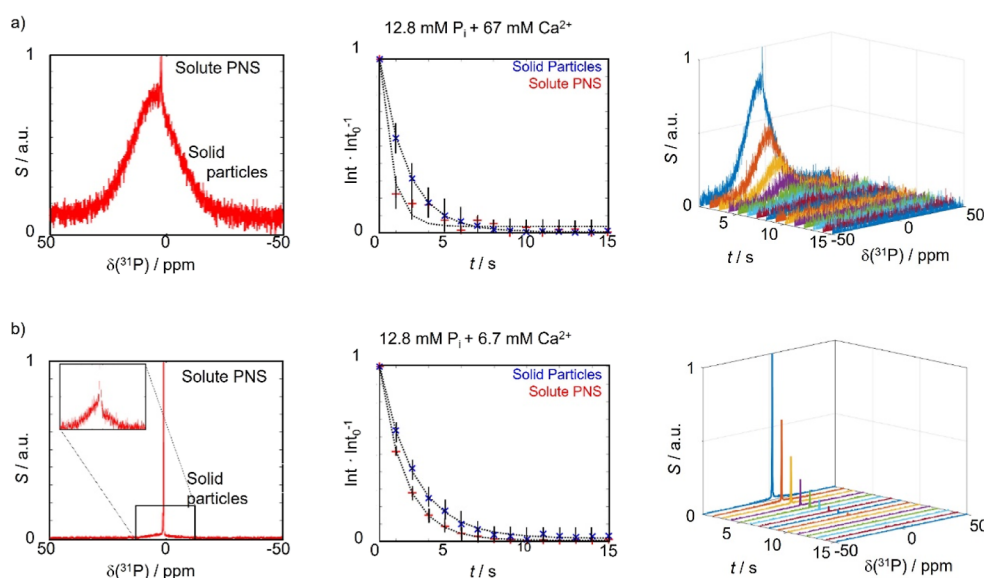 a)
12.8 mM Pi + 67 mM Ca2+
1
Solute PNS
Solid
particles
S / a.u.
0
50
0
-50
δ(31P) / ppm
1
Solid Particles
Solute PNS
Int · Int0-1
0
0
5
10
15
t / s
1
S / a.u.
0
5
10
15
-50
0
50
t / s
δ(31P) / ppm
b)
12.8 mM Pi + 6.7 mM Ca2+
1
Solute PNS
Solid
particles
S / a.u.
0
50
0
-50
δ(31P) / ppm
1
Solid Particles
Solute PNS
Int · Int0-1
0
0
5
10
15
t / s
1
S / a.u.
0
5
10
15
-50
0
50
t / s
δ(31P) / ppm